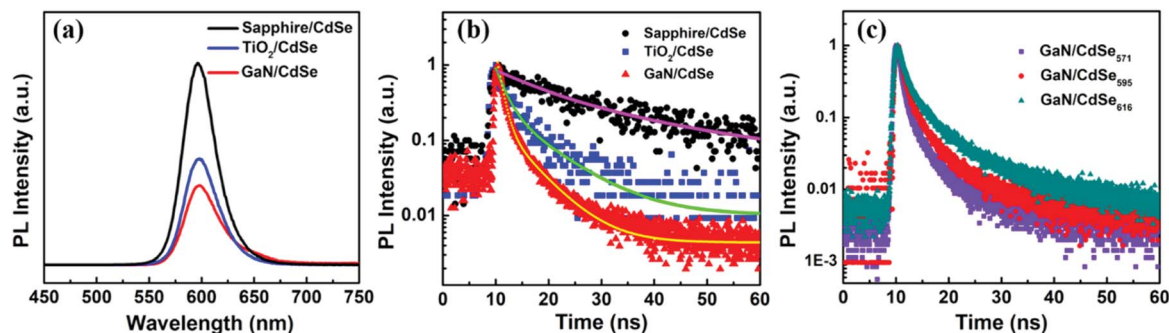 (a)
Sapphire/CdSe
TiO₂/CdSe
GaN/CdSe
PL Intensity (a.u.)
450 500 550 600 650 700 750
Wavelength (nm)
(b)
Sapphire/CdSe
TiO₂/CdSe
GaN/CdSe
PL Intensity (a.u.)
1
0.1
0.01
0 10 20 30 40 50 60
Time (ns)
(c)
GaN/CdSe₅₇₁
GaN/CdSe₅₉₅
GaN/CdSe₆₁₆
PL Intensity (a.u.)
1
0.1
0.01
1E-3
0 10 20 30 40 50 60
Time (ns)